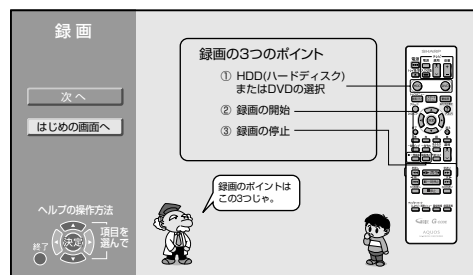 録画
次へ
はじめの画面へ
ヘルプの操作方法
終了
決定
項目を
選んで
録画の3つのポイント
① HDD(ハードディスク)
またはDVDの選択
② 録画の開始
③ 録画の停止
録画のポイントは
この3つじゃ。
SHARP
AQUOS